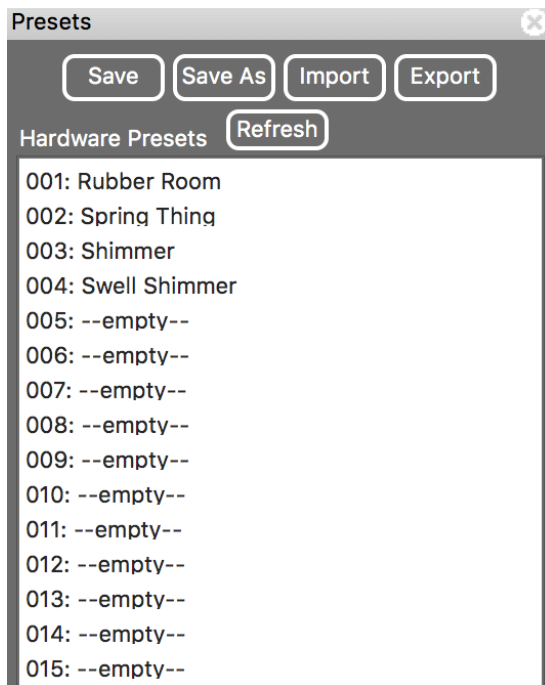 Presets
Save Save As Import Export
Hardware Presets Refresh
001: Rubber Room
002: Spring Thing
003: Shimmer
004: Swell Shimmer
005: --empty--
006: --empty--
007: --empty--
008: --empty--
009: --empty--
010: --empty--
011: --empty--
012: --empty--
013: --empty--
014: --empty--
015: --empty--